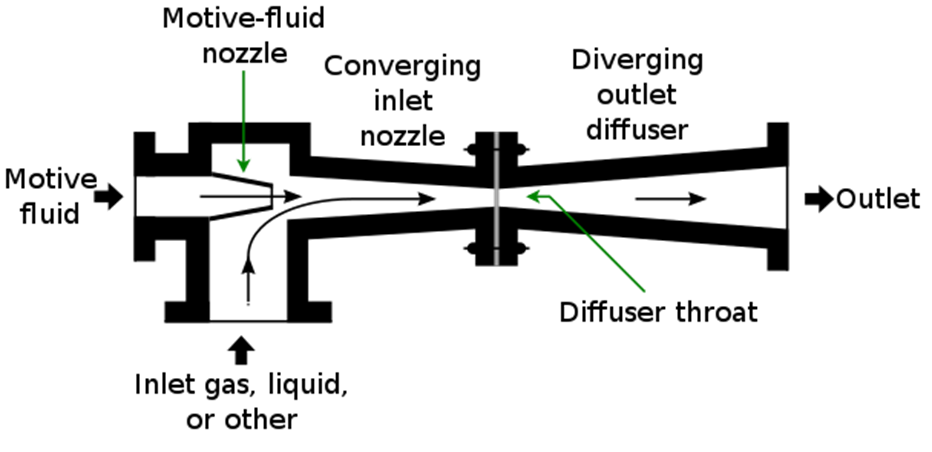 Motive-fluid
nozzle
Converging
inlet
nozzle
Diverging
outlet
diffuser
Motive
fluid
Outlet
Diffuser throat
Inlet gas, liquid,
or other